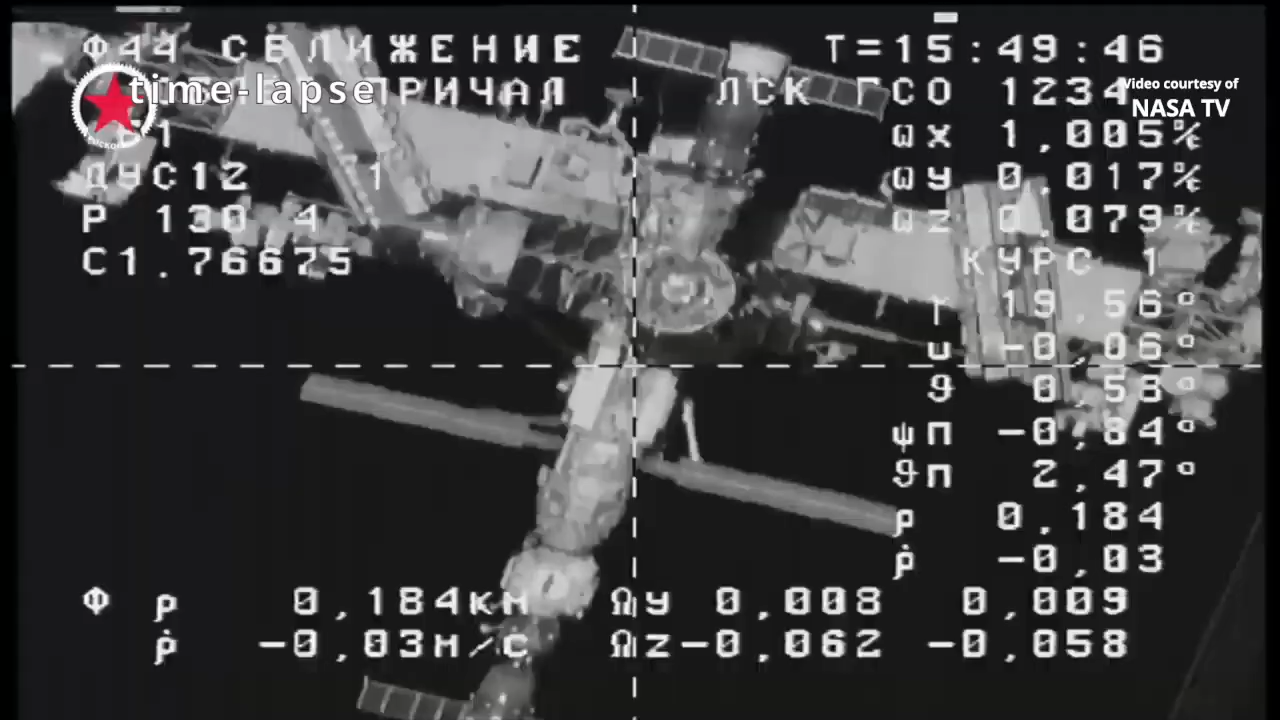 Ф44 СБЛИЖЕНИЕ T=15:49:46
time-lapse
ПРИЧАЛ ЛСК ГСО 1234
Video courtesy of
NASA TV
ωX 1,005%
ДУС12 1 ωY 0,017%
P 130 4 ωZ 0,079%
C1.76675 КУРС 1
γ 19,56°
ш -0,06°
ϑ 0,58°
ψП -0,84°
ϑП 2,47°
ρ 0,184
ρ̇ -0,03
Ф ρ 0,184км Ωy 0,008 0,009
ρ̇ -0,03м/с Ωz-0,062 -0,058